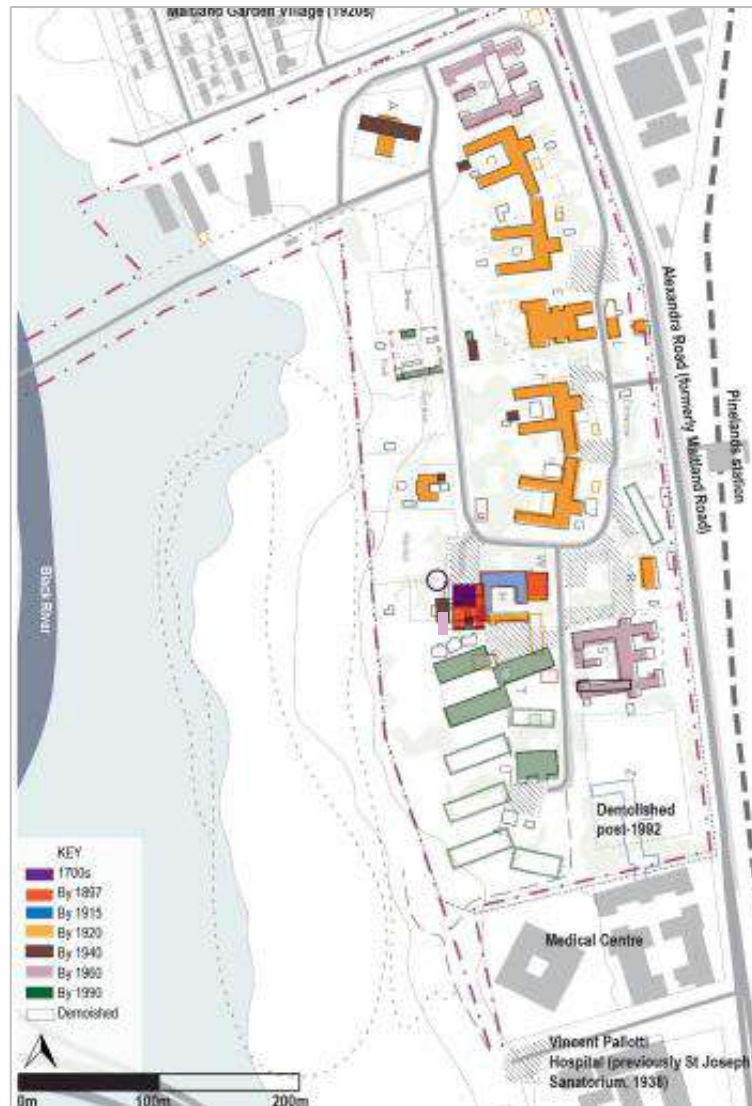 Maitland Garden Village (1920s)
A
Alexandra Road (formerly Maitland Road)
Pinelands station
Black River
W
H
R
T
Z
Demolished
post-1992
Medical Centre
Vincent Pallotti
Hospital (previously St Joseph
Sanatorium, 1938)
KEY
1700s
By 1897
By 1915
By 1920
By 1940
By 1960
By 1990
Demolished
0m
100m
200m